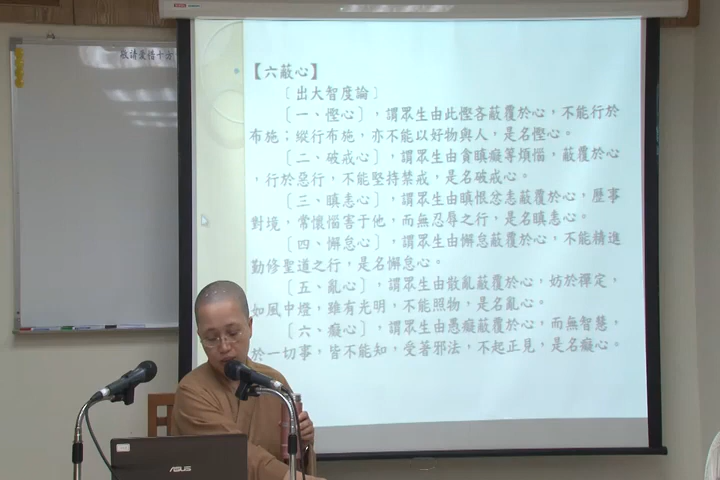 敬請愛惜十方
【六蔽心】
〔出大智度論〕
〔一、慳心〕，謂眾生由此慳吝蔽覆於心，不能行於
布施；縱行布施，亦不能以好物與人，是名慳心。
〔二、破戒心〕，謂眾生由貪瞋癡等煩惱，蔽覆於心
，行於惡行，不能堅持禁戒，是名破戒心。
〔三、瞋恚心〕，謂眾生由瞋恨忿恚蔽覆於心，歷事
對境，常懷惱害于他，而無忍辱之行，是名瞋恚心。
〔四、懈怠心〕，謂眾生由懈怠蔽覆於心，不能精進
勤修聖道之行，是名懈怠心。
〔五、亂心〕，謂眾生由散亂蔽覆於心，妨於禪定，
如風中燈，雖有光明，不能照物，是名亂心。
〔六、癡心〕，謂眾生由愚癡蔽覆於心，而無智慧，
於一切事，皆不能知，受著邪法，不起正見，是名癡心。
ASUS